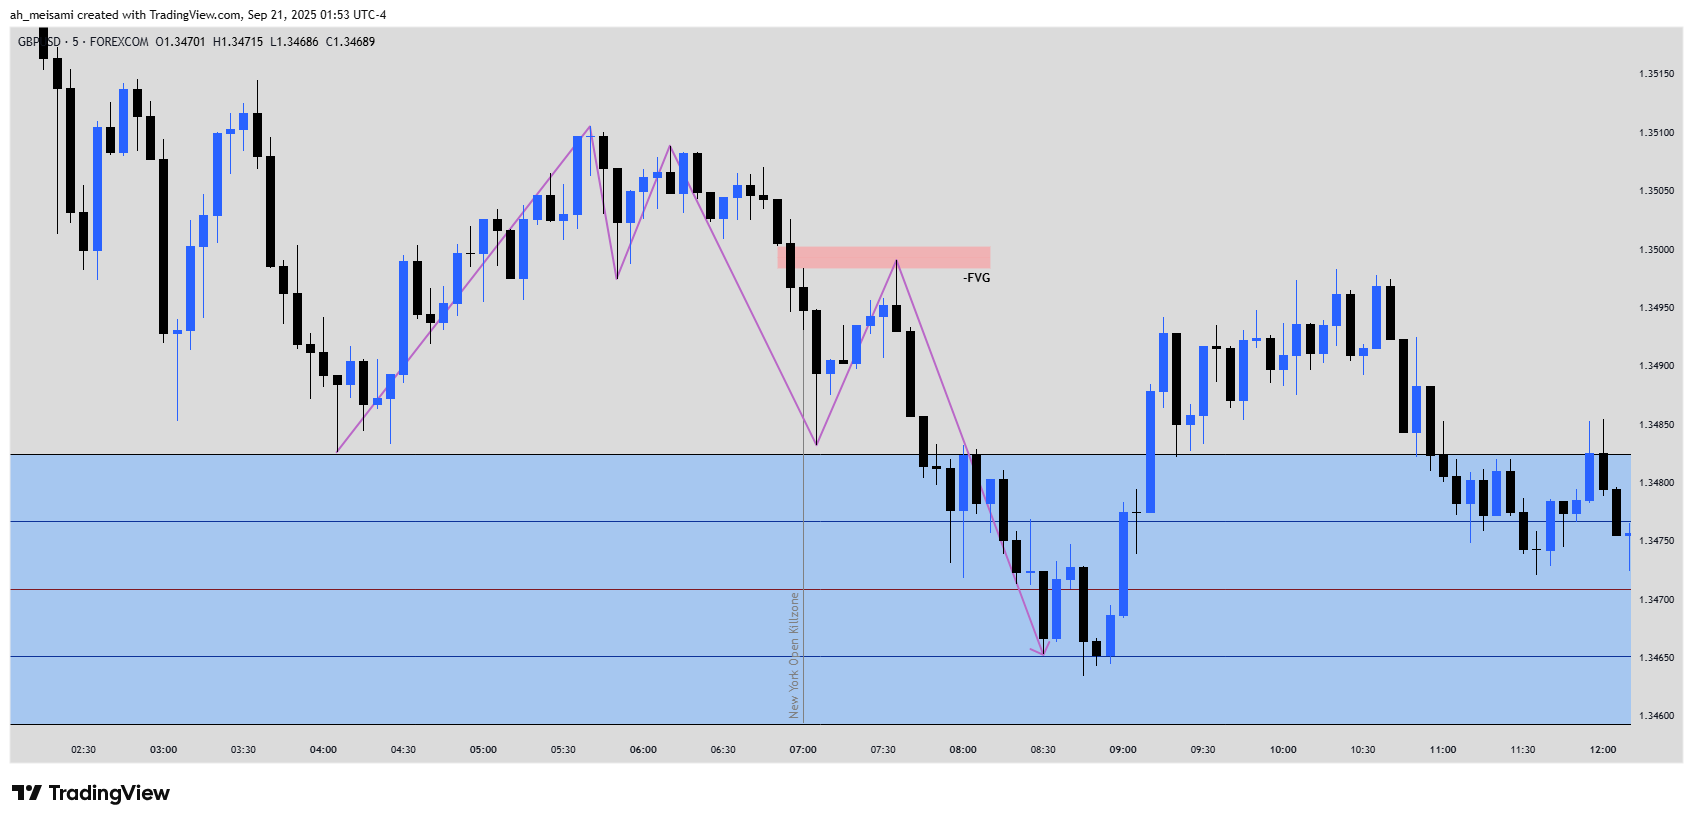 ah_meisami created with TradingView.com, Sep 21, 2025 01:53 UTC-4
GBPUSD · 5 · FOREXCOM O1.34701 H1.34715 L1.34686 C1.34689
1.35150
1.35100
1.35050
1.35000
-FVG
1.34950
1.34900
1.34850
1.34800
1.34750
1.34700
1.34650
1.34600
New York Open Killzone
02:30 03:00 03:30 04:00 04:30 05:00 05:30 06:00 06:30 07:00 07:30 08:00 08:30 09:00 09:30 10:00 10:30 11:00 11:30 12:00
TradingView